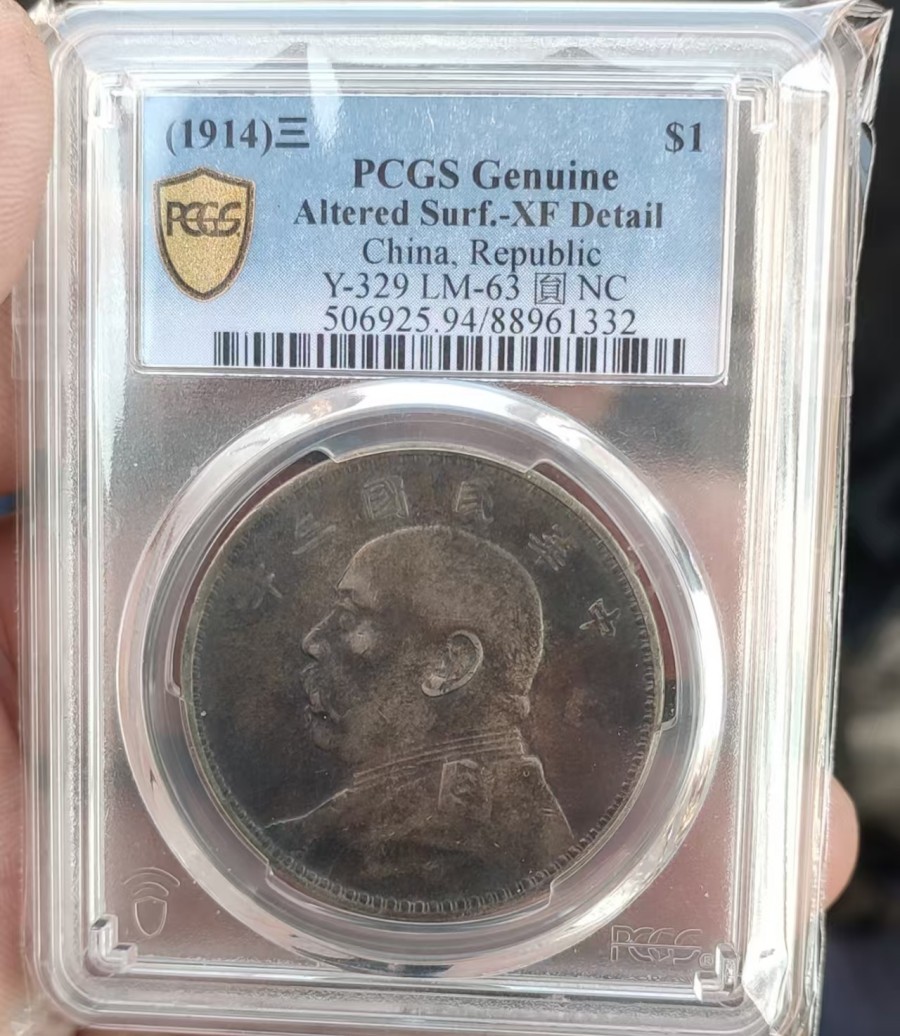 (1914)三 $1
PCGS Genuine
PCGS
Altered Surf.-XF Detail
China, Republic
Y-329 LM-63 圓 NC
506925.94/88961332
中華民國三年
PCGS®